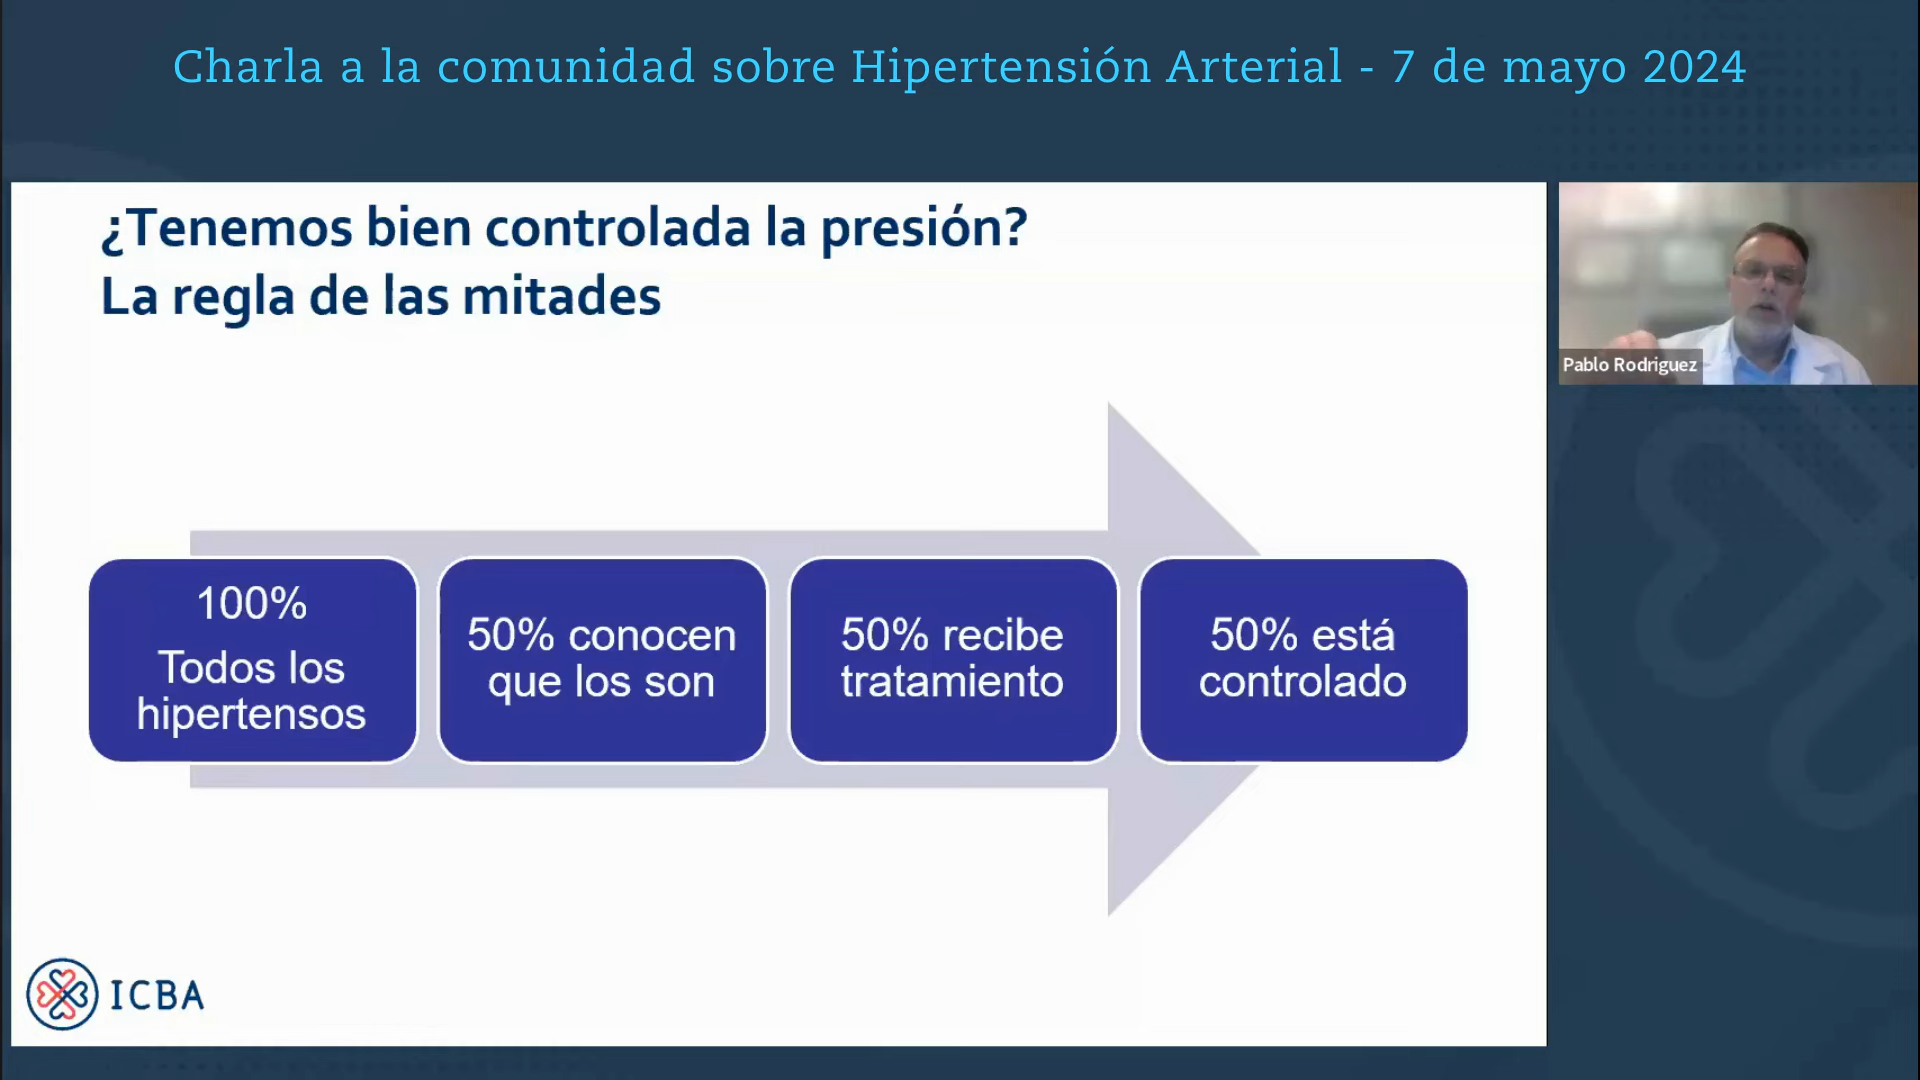 Charla a la comunidad sobre Hipertensión Arterial - 7 de mayo 2024
¿Tenemos bien controlada la presión?
La regla de las mitades
Pablo Rodriguez
100%
Todos los
hipertensos
50% conocen
que los son
50% recibe
tratamiento
50% está
controlado
ICBA